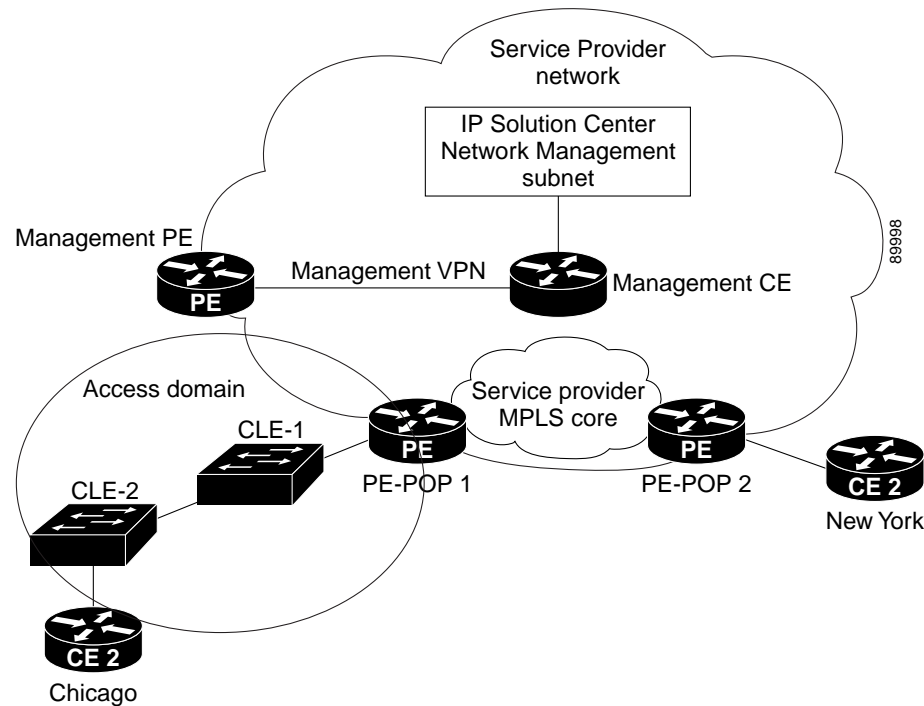 Service Provider
network
IP Solution Center
Network Management
subnet
89998
Management PE
Management VPN
Management CE
PE
Access domain
Service provider
MPLS core
CLE-1
PE
PE
PE-POP 1
PE-POP 2
CLE-2
CE 2
New York
CE 2
Chicago